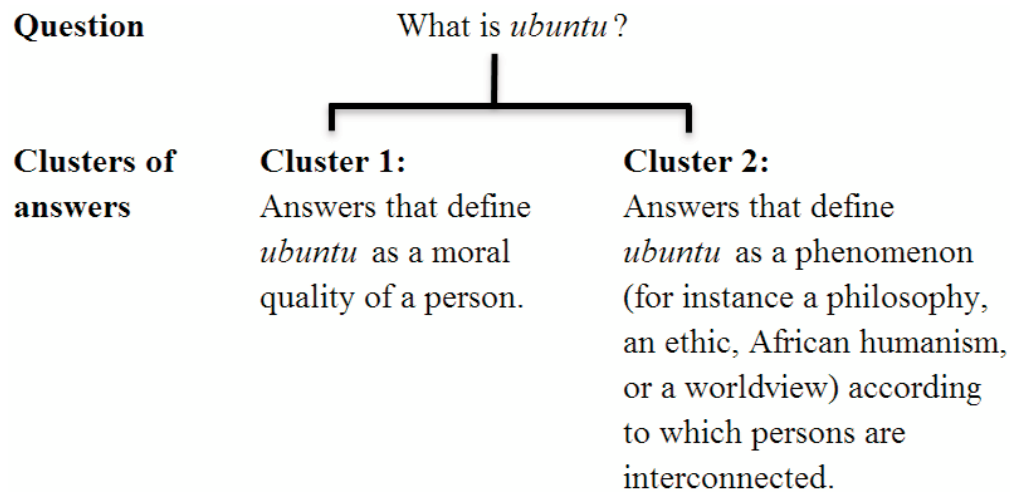 Question What is ubuntu?
Clusters of answers
Cluster 1:
Answers that define
ubuntu as a moral
quality of a person.
Cluster 2:
Answers that define
ubuntu as a phenomenon
(for instance a philosophy,
an ethic, African humanism,
or a worldview) according
to which persons are
interconnected.